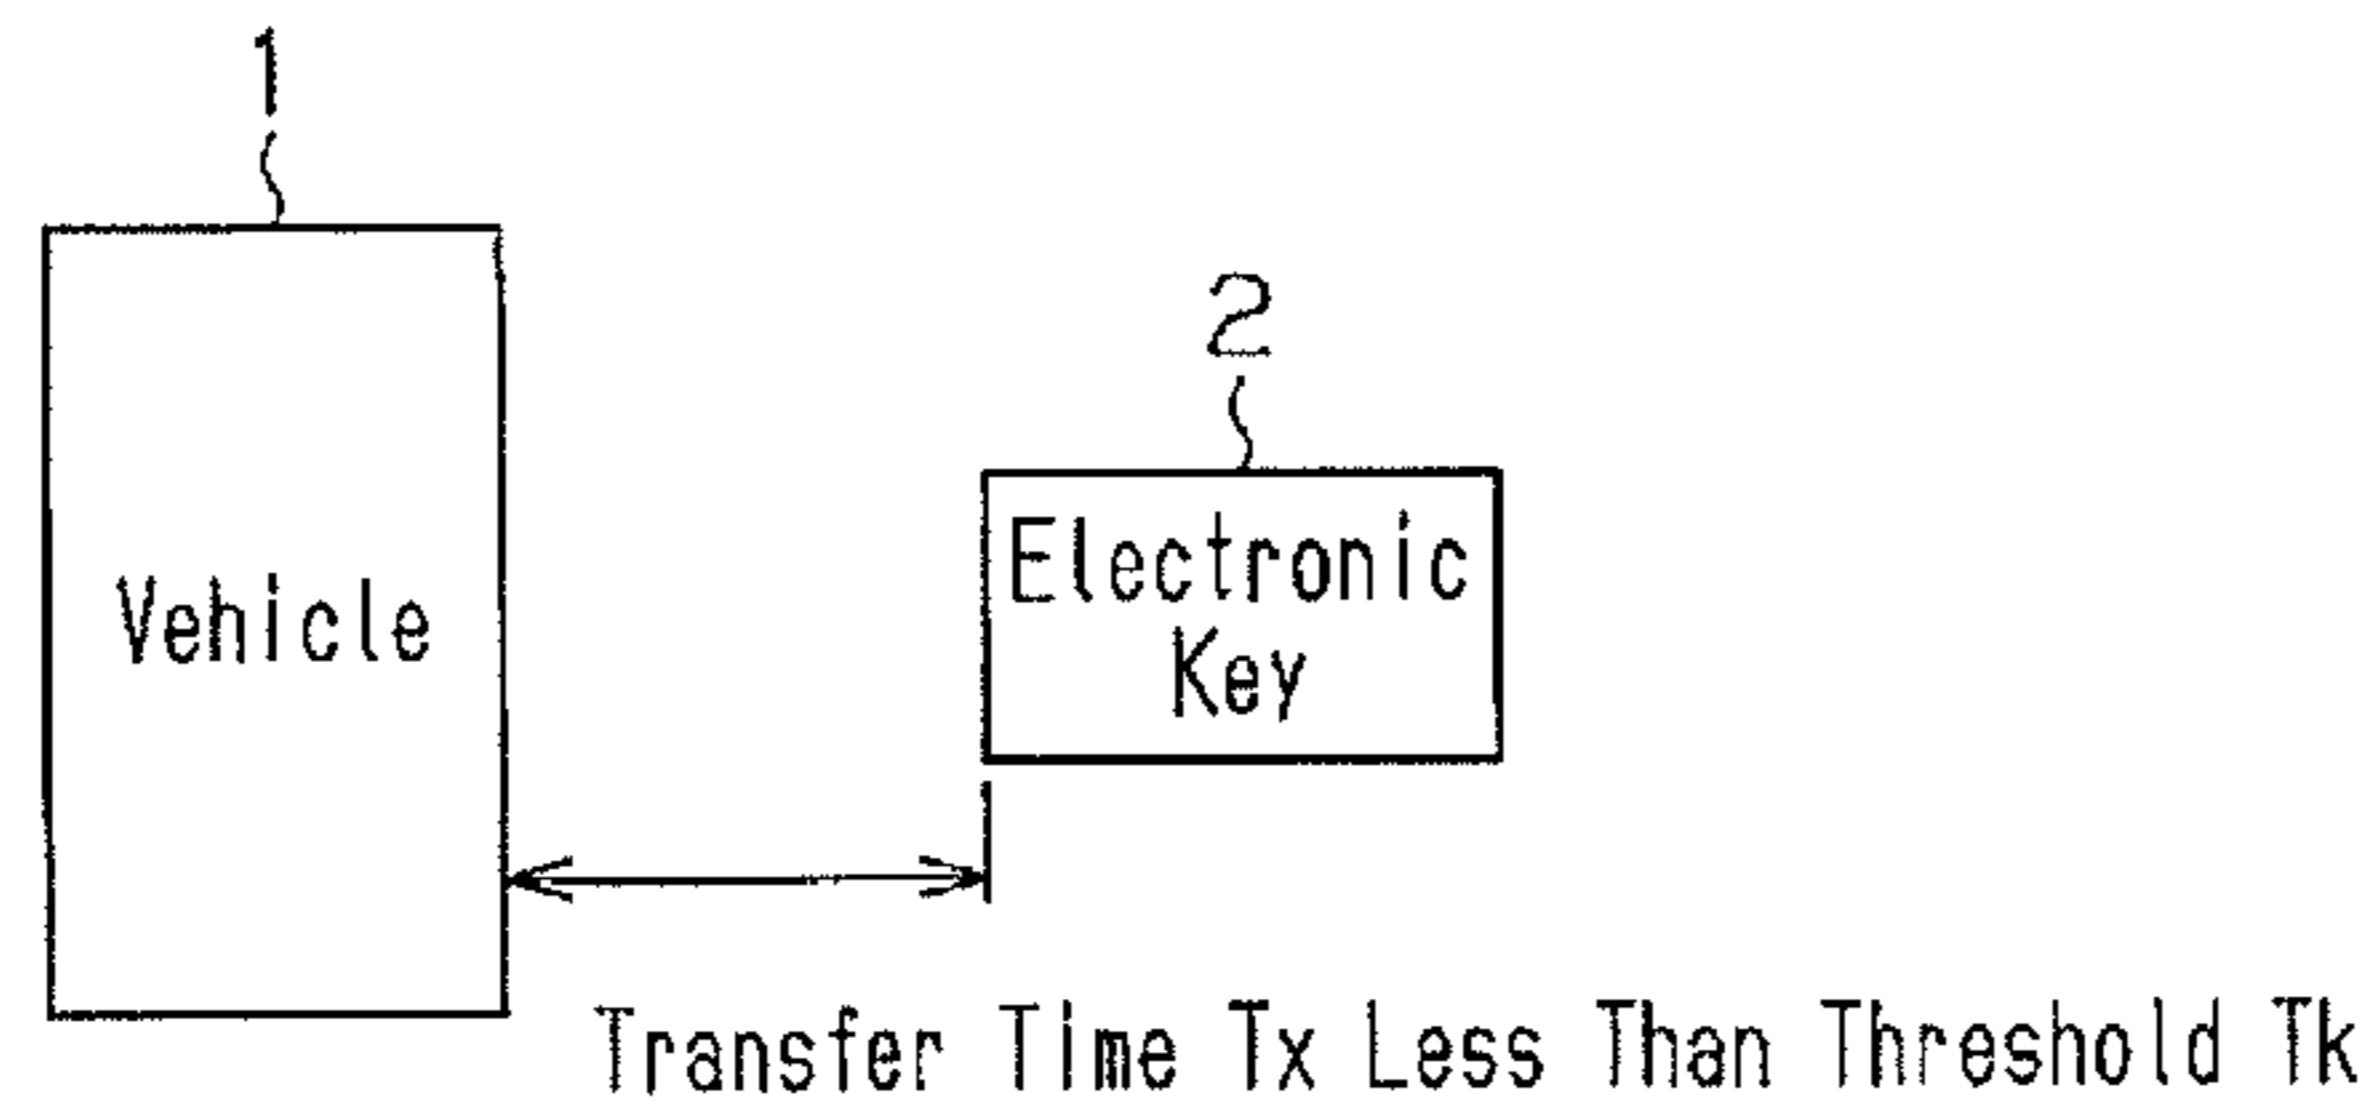 1
2
Vehicle
Electronic
Key
Transfer Time Tx Less Than Threshold Tk